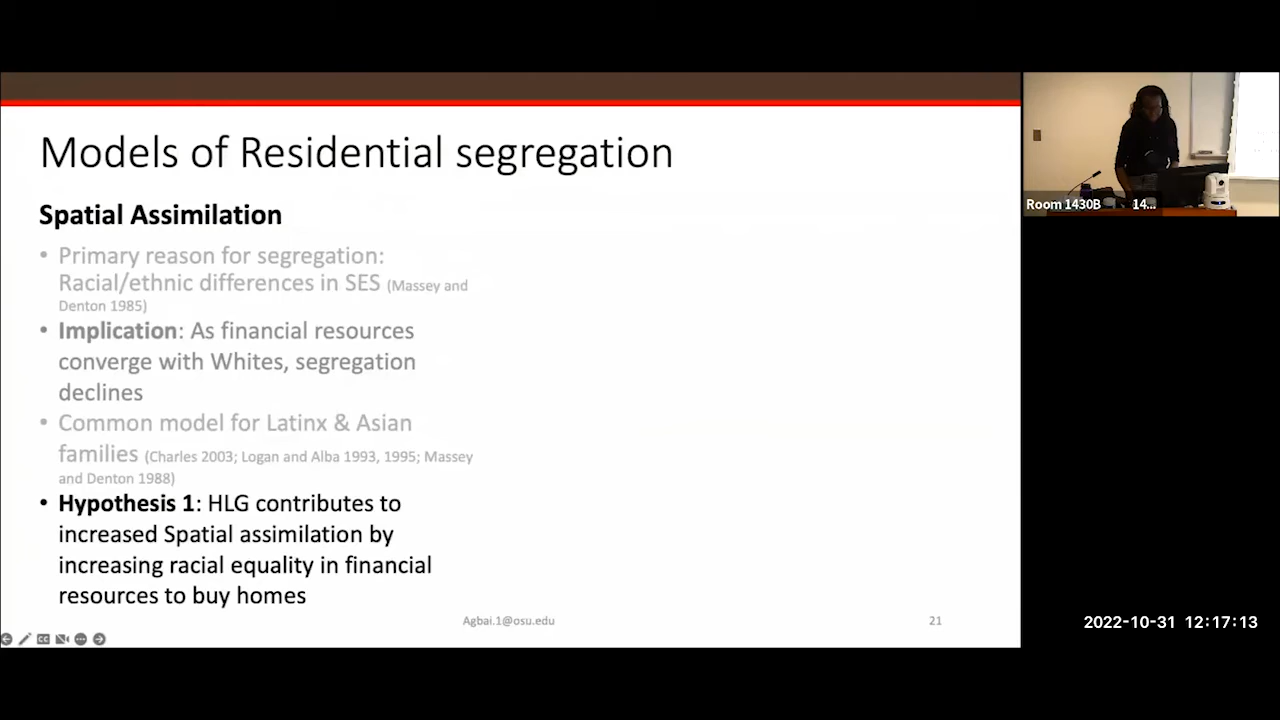 Models of Residential segregation
Spatial Assimilation
• Primary reason for segregation:
Racial/ethnic differences in SES (Massey and
Denton 1985)
• Implication: As financial resources
converge with Whites, segregation
declines
• Common model for Latinx & Asian
families (Charles 2003; Logan and Alba 1993, 1995; Massey
and Denton 1988)
• Hypothesis 1: HLG contributes to
increased Spatial assimilation by
increasing racial equality in financial
resources to buy homes
Agbai.1@osu.edu
21
Room 1430B 14...
2022-10-31 12:17:13